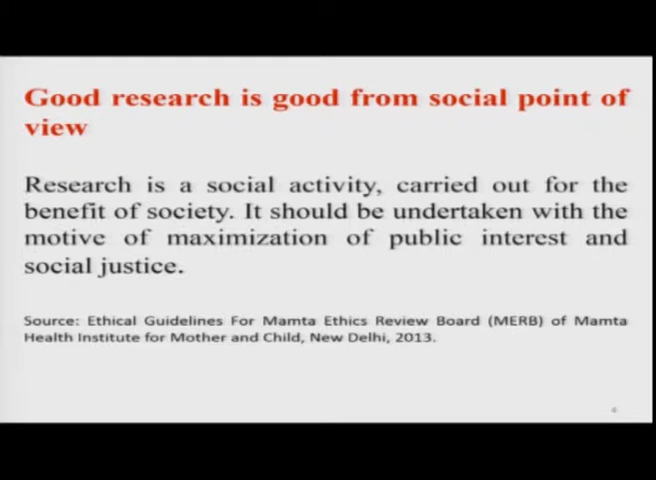 Good research is good from social point of
view
Research is a social activity, carried out for the
benefit of society. It should be undertaken with the
motive of maximization of public interest and
social justice.
Source: Ethical Guidelines For Mamta Ethics Review Board (MERB) of Mamta
Health Institute for Mother and Child, New Delhi, 2013.